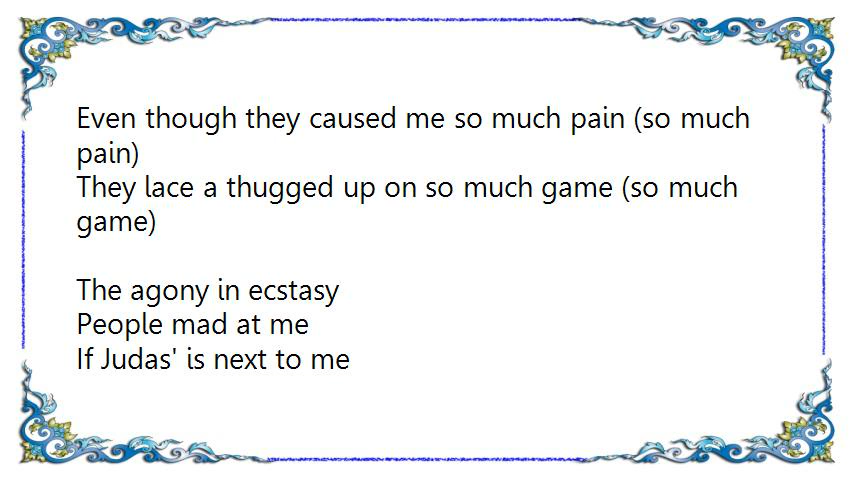 Even though they caused me so much pain (so much
pain)
They lace a thugged up on so much game (so much
game)

The agony in ecstasy
People mad at me
If Judas' is next to me